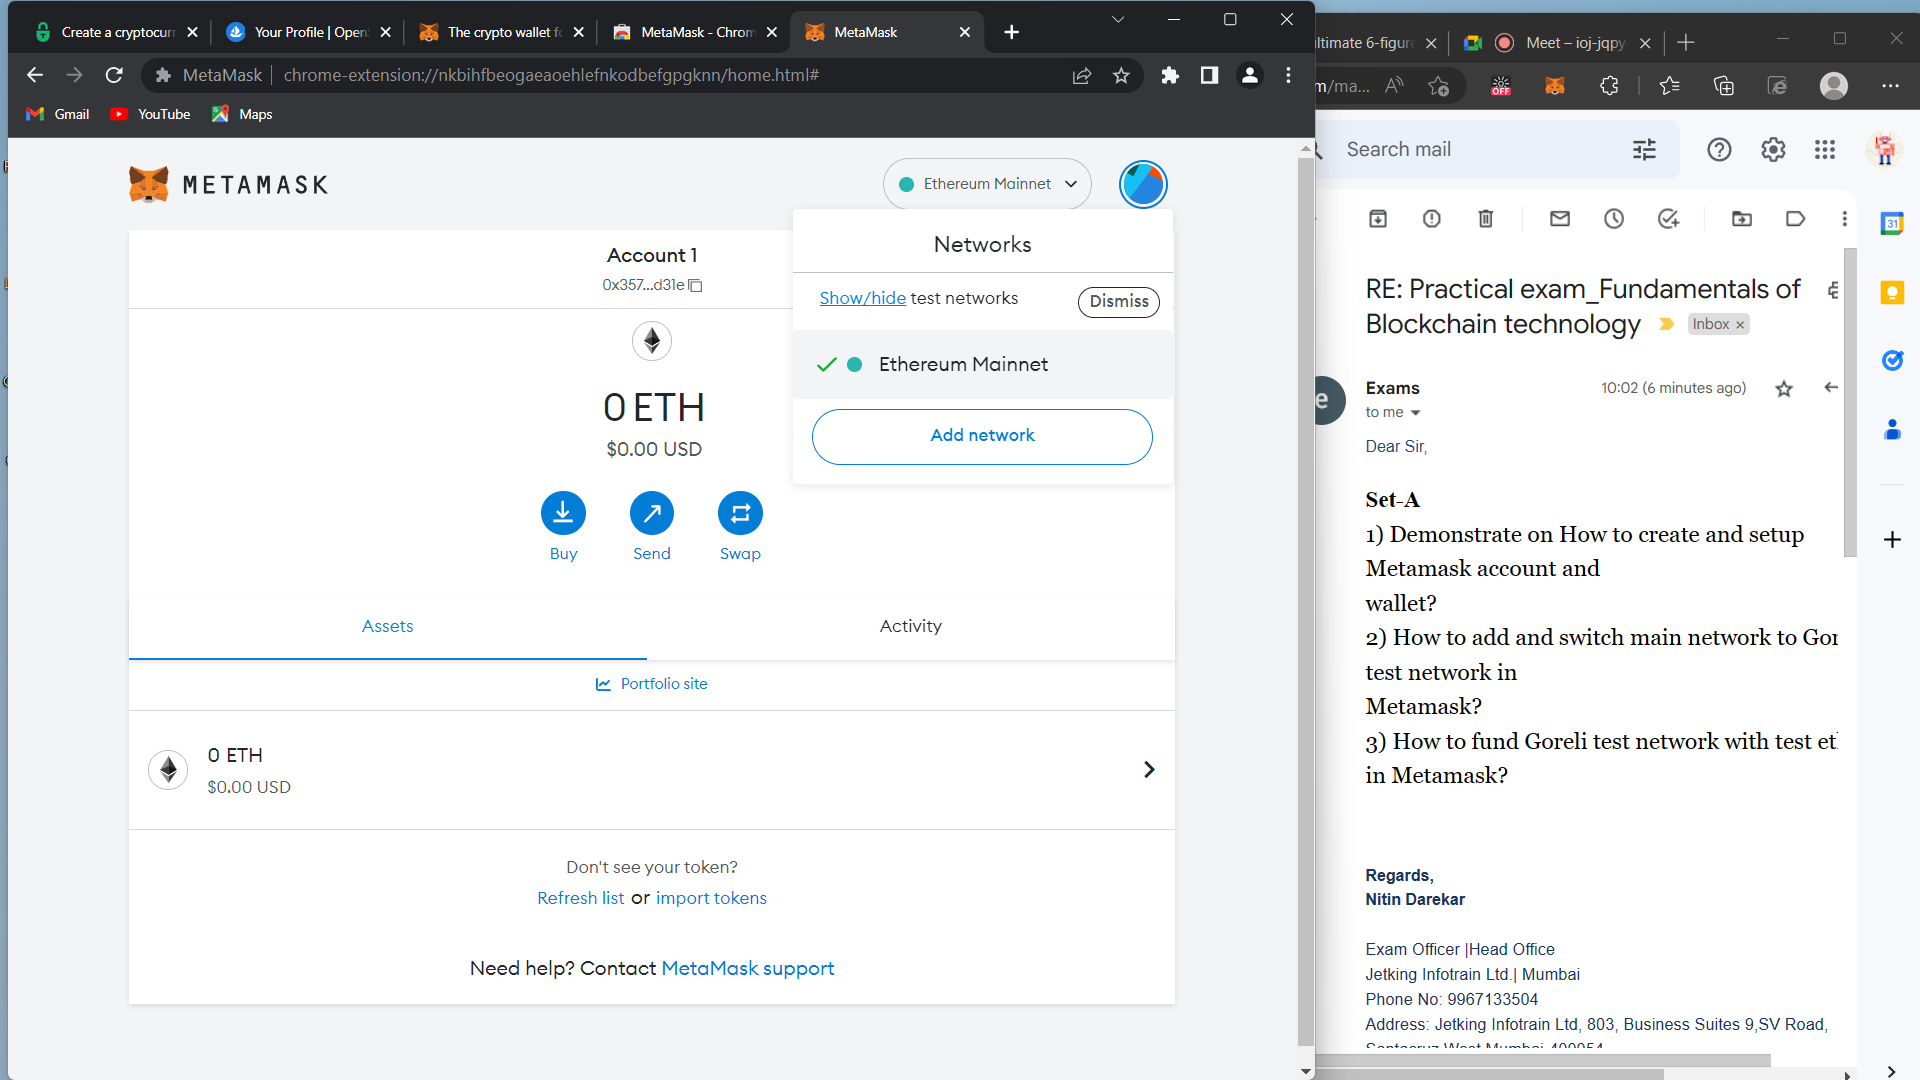 Create a cryptocurr
Your Profile | Open
The crypto wallet f
MetaMask - Chrom
MetaMask
MetaMask
chrome-extension://nkbihfbeogaeaoehlefnkodbefgpgknn/home.html#
Gmail
YouTube
Maps
METAMASK
Ethereum Mainnet
Account 1
0x357...d31e
Networks
Show/hide test networks
Dismiss
Ethereum Mainnet
Add network
0 ETH
$0.00 USD
Buy
Send
Swap
Assets
Activity
Portfolio site
0 ETH
$0.00 USD
Don't see your token?
Refresh list or import tokens
Need help? Contact MetaMask support
ltimate 6-figur
Meet – ioj-jqpy
m/ma...
OFF
Search mail
31
RE: Practical exam_Fundamentals of
Blockchain technology
Inbox ×
e
Exams
10:02 (6 minutes ago)
to me
Dear Sir,
Set-A
1) Demonstrate on How to create and setup
Metamask account and
wallet?
2) How to add and switch main network to Gor
test network in
Metamask?
3) How to fund Goreli test network with test et
in Metamask?
Regards,
Nitin Darekar
Exam Officer |Head Office
Jetking Infotrain Ltd.| Mumbai
Phone No: 9967133504
Address: Jetking Infotrain Ltd, 803, Business Suites 9,SV Road,
Santacruz West Mumbai-400054